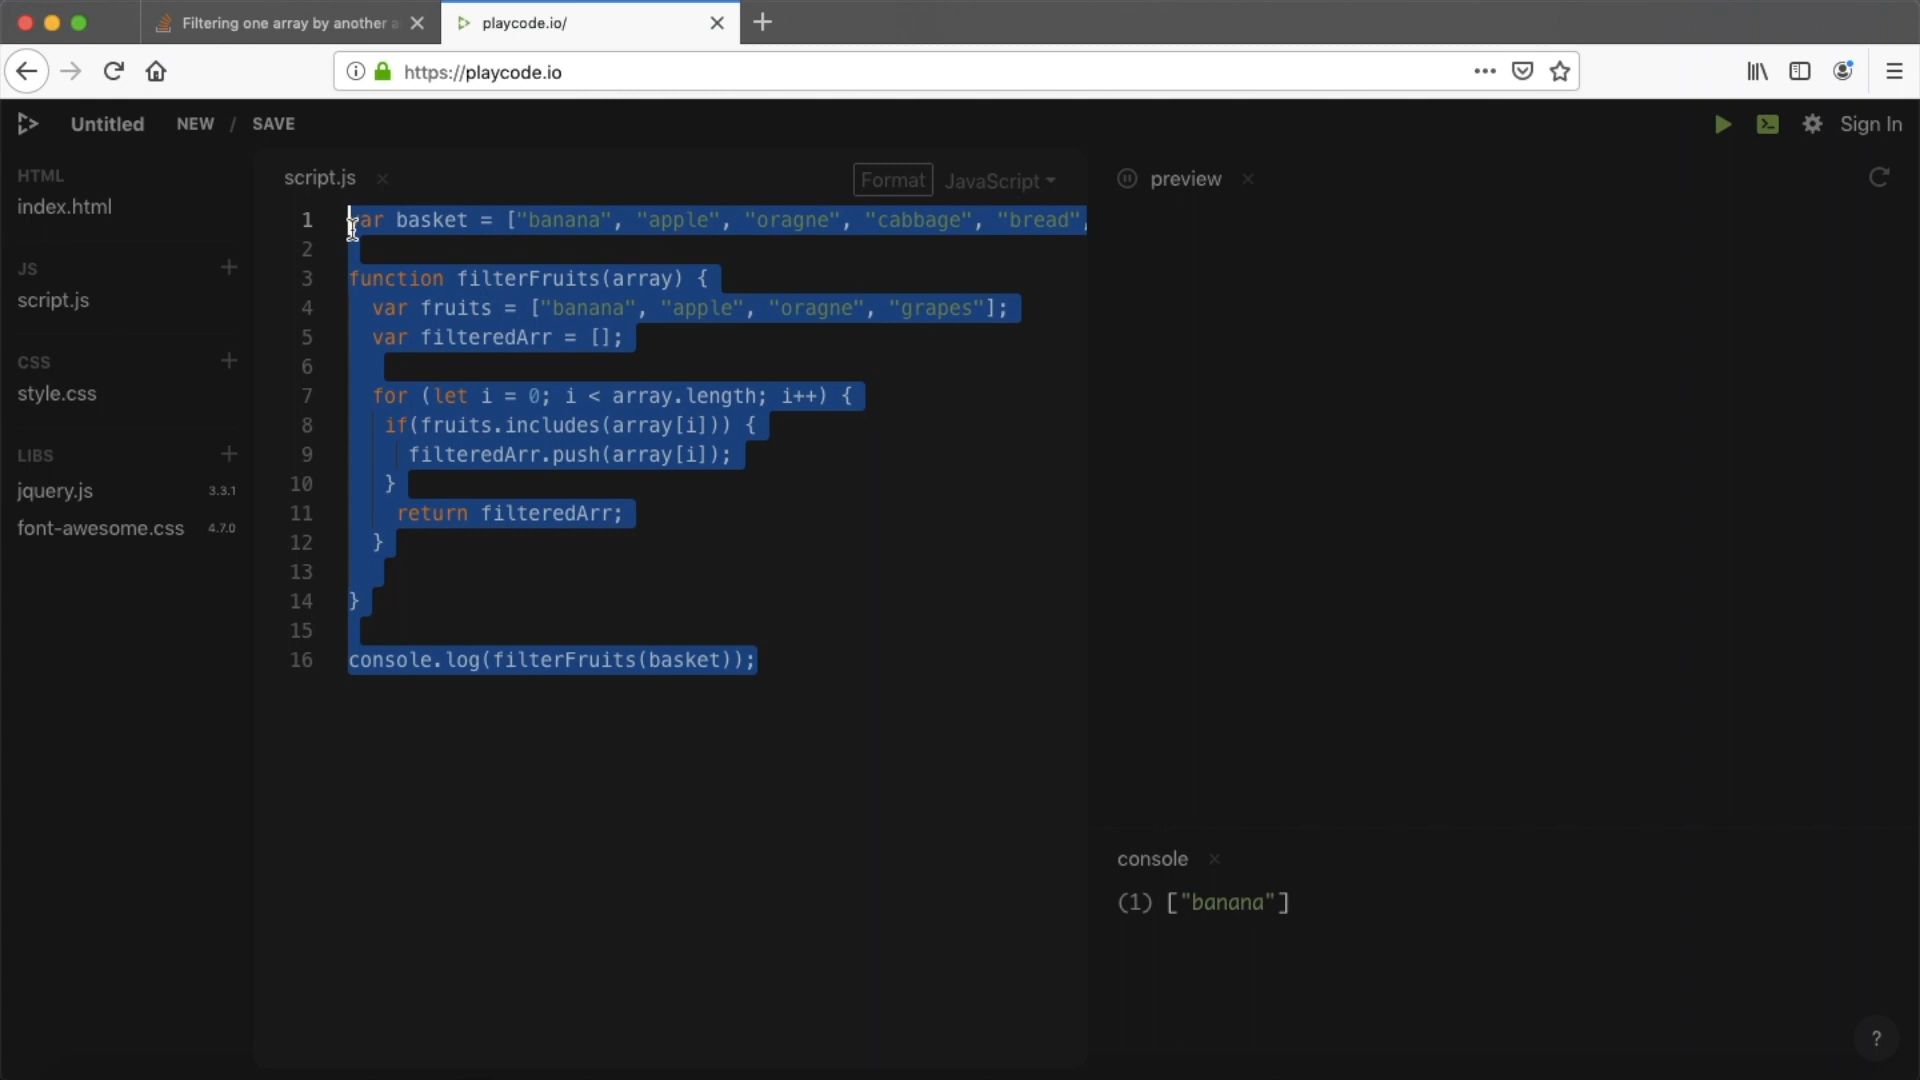 Filtering one array by another a
playcode.io/
https://playcode.io
Untitled NEW / SAVE
Sign In
HTML
index.html
JS
script.js
CSS
style.css
LIBS
jquery.js 3.3.1
font-awesome.css 4.7.0
script.js
Format JavaScript
1 var basket = ["banana", "apple", "oragne", "cabbage", "bread",
2
3 function filterFruits(array) {
4 var fruits = ["banana", "apple", "oragne", "grapes"];
5 var filteredArr = [];
6
7 for (let i = 0; i < array.length; i++) {
8 if(fruits.includes(array[i])) {
9 filteredArr.push(array[i]);
10 }
11 return filteredArr;
12 }
13
14 }
15
16 console.log(filterFruits(basket));
preview
console
(1) ["banana"]
?